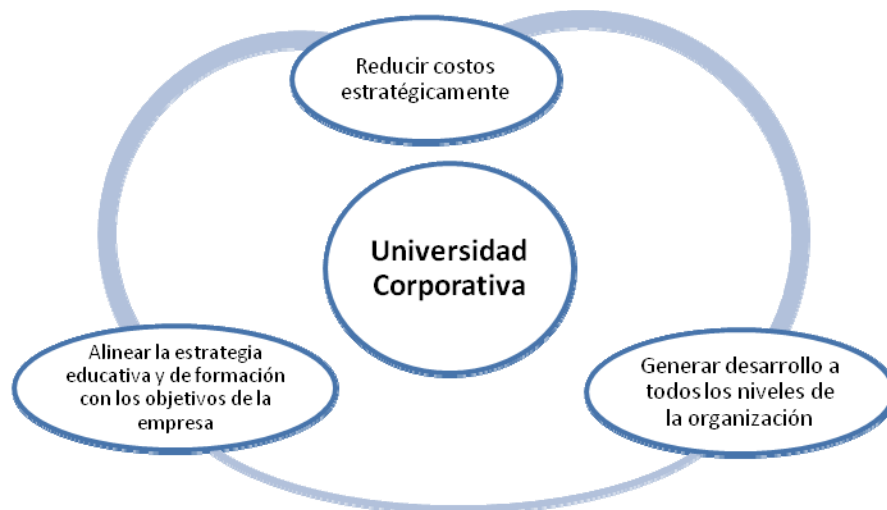 Reducir costos
estratégicamente
Universidad
Corporativa
Alinear la estrategia
educativa y de formación
con los objetivos de la
empresa
Generar desarrollo a
todos los niveles de
la organización